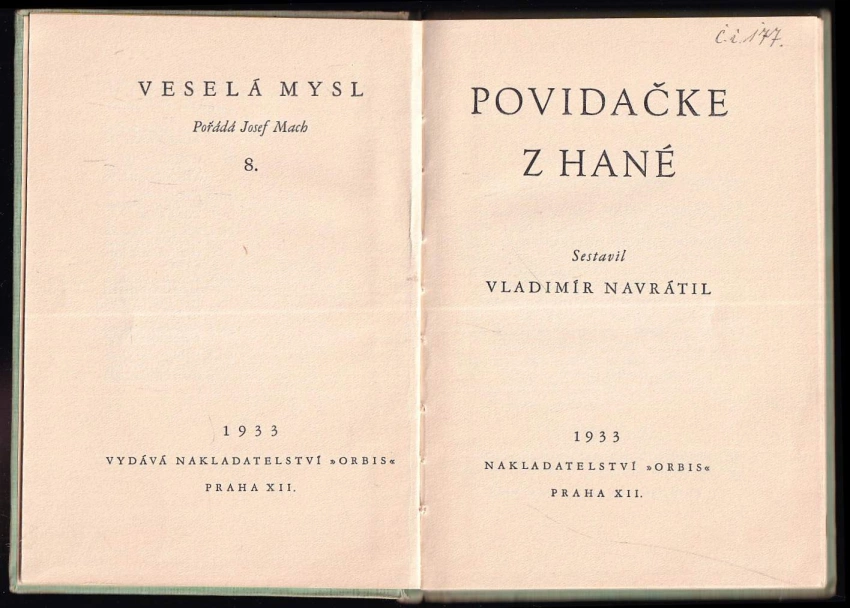 VESELÁ MYSL
Pořádá Josef Mach
8.
1933
VYDÁVÁ NAKLADATELSTVÍ »ORBIS«
PRAHA XII.
č. i. 177.
POVIDAČKE
Z HANÉ
Sestavil
VLADIMÍR NAVRÁTIL
1933
NAKLADATELSTVÍ »ORBIS«
PRAHA XII.